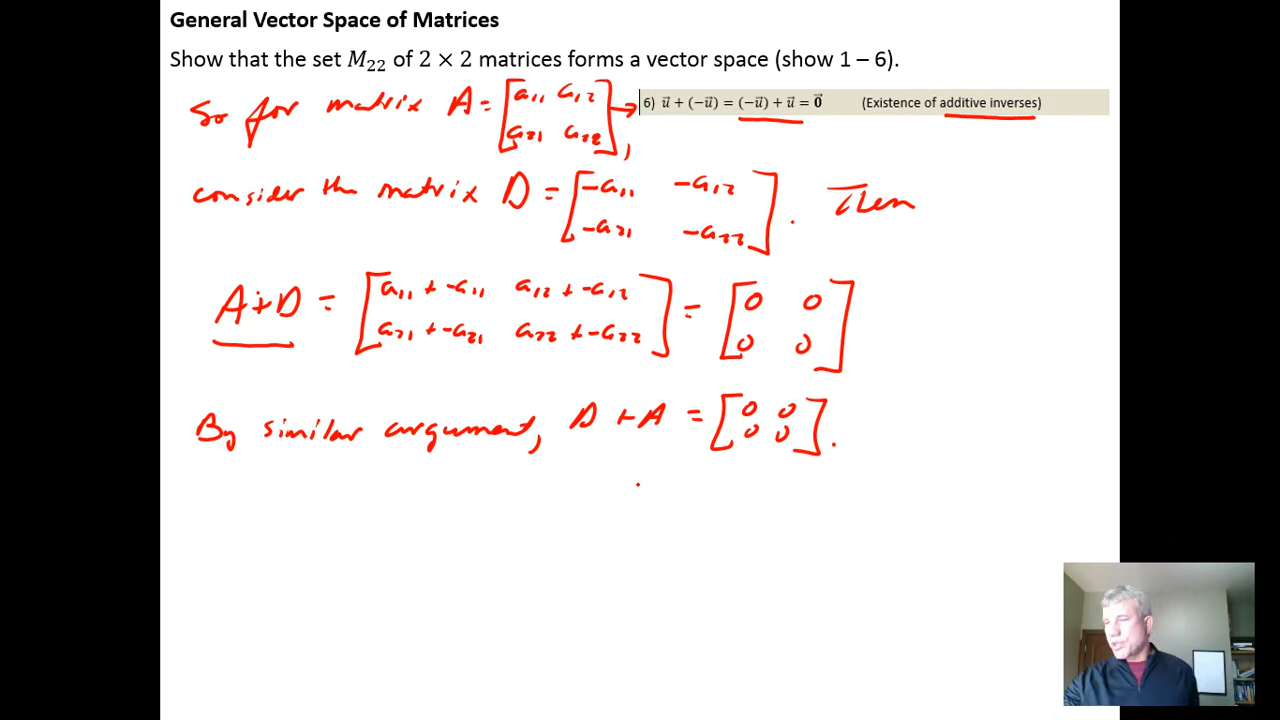 General Vector Space of Matrices
Show that the set M₂₂ of 2 × 2 matrices forms a vector space (show 1 – 6).
So for matrix A = [a₁₁ a₁₂
a₂₁ a₂₂],
6) u⃗ + (−u⃗) = (−u⃗) + u⃗ = 0⃗ (Existence of additive inverses)
consider the matrix D = [−a₁₁ −a₁₂
−a₂₁ −a₂₂]. Then
A + D = [a₁₁ + −a₁₁ a₁₂ + −a₁₂
a₂₁ + −a₂₁ a₂₂ + −a₂₂] = [0 0
0 0]
By similar argument, D + A = [0 0
0 0].